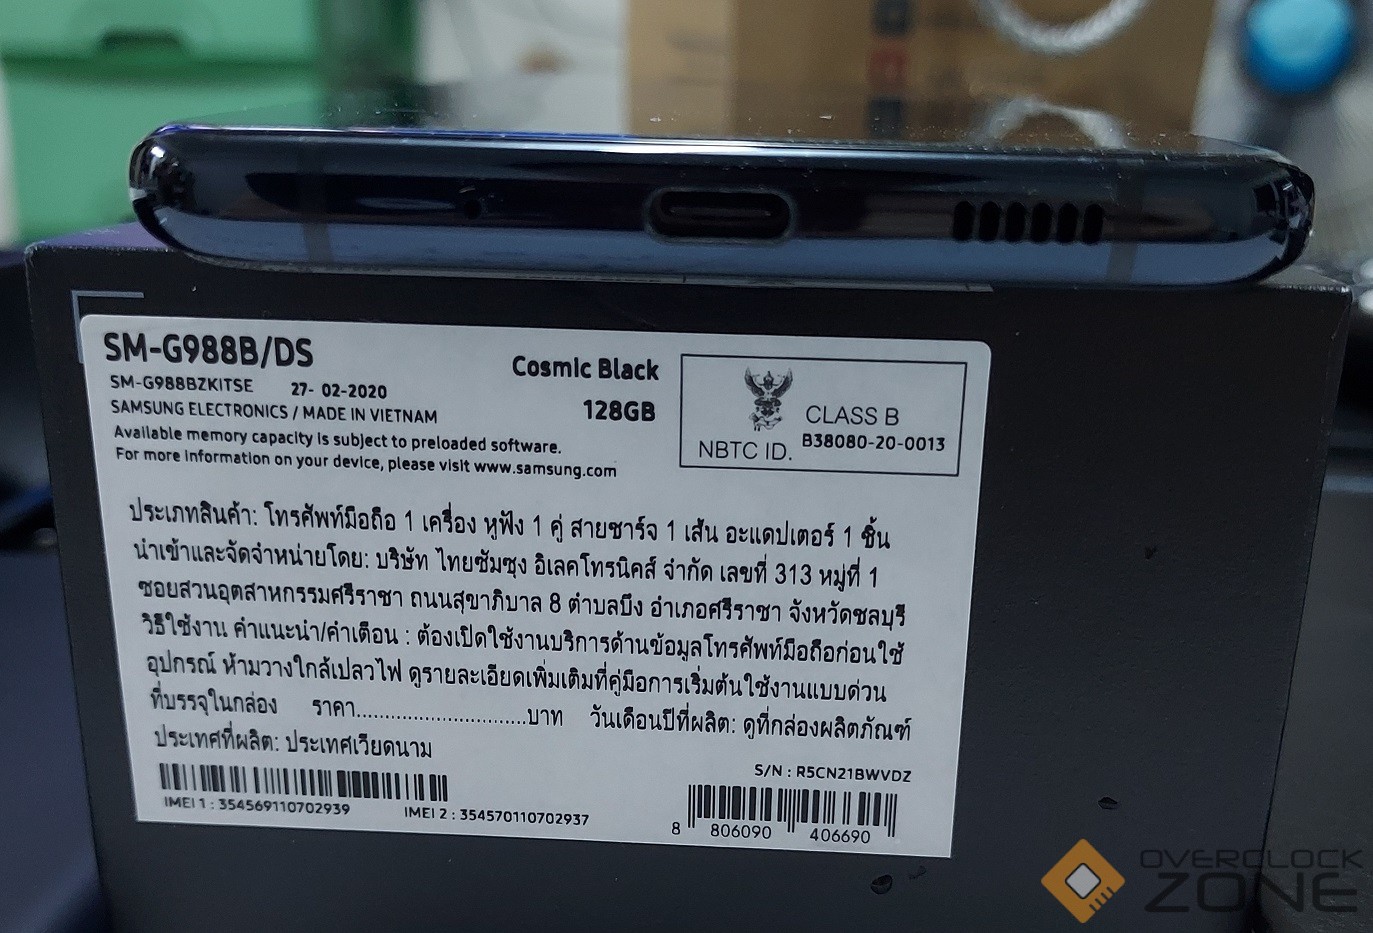 SM-G988B/DS
SM-G988BZKITSE 27- 02-2020
SAMSUNG ELECTRONICS / MADE IN VIETNAM
Available memory capacity is subject to preloaded software.
For more information on your device, please visit www.samsung.com
Cosmic Black
128GB
CLASS B
NBTC ID. B38080-20-0013
ประเภทสินค้า: โทรศัพท์มือถือ 1 เครื่อง หูฟัง 1 คู่ สายชาร์จ 1 เส้น อะแดปเตอร์ 1 ชิ้น
นำเข้าและจัดจำหน่ายโดย: บริษัท ไทยซัมซุง อิเลคโทรนิคส์ จำกัด เลขที่ 313 หมู่ที่ 1
ซอยสวนอุตสาหกรรมศรีราชา ถนนสุขาภิบาล 8 ตำบลบึง อำเภอศรีราชา จังหวัดชลบุรี
วิธีใช้งาน คำแนะนำ/คำเตือน : ต้องเปิดใช้งานบริการด้านข้อมูลโทรศัพท์มือถือก่อนใช้
อุปกรณ์ ห้ามวางใกล้เปลวไฟ ดูรายละเอียดเพิ่มเติมที่คู่มือการเริ่มต้นใช้งานแบบด่วน
ที่บรรจุในกล่อง ราคา..............................บาท วันเดือนปีที่ผลิต: ดูที่กล่องผลิตภัณฑ์
ประเทศที่ผลิต: ประเทศเวียดนาม
S/N : R5CN21BWVDZ
IMEI 1 : 354569110702939 IMEI 2 : 354570110702937
8 806090 406690
OVERCLOCK
ZONE